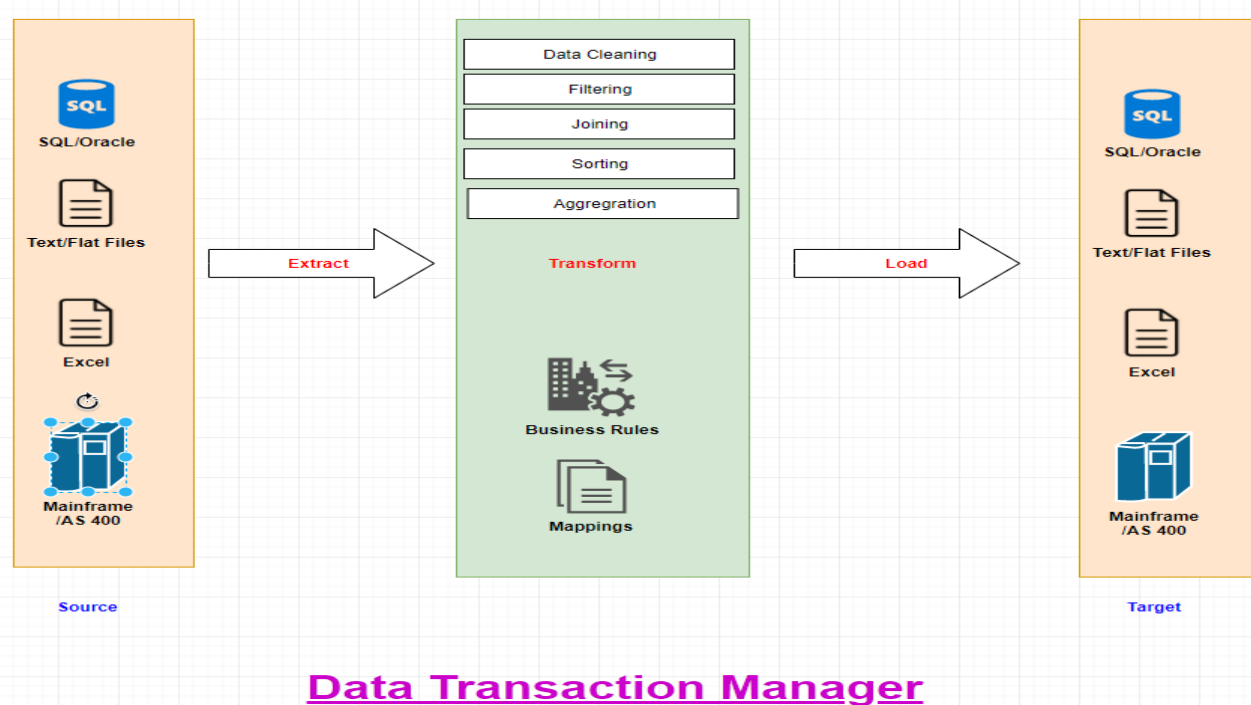 SQL
SQL/Oracle
Text/Flat Files
Excel
Mainframe
/AS 400
Source
Extract
Data Cleaning
Filtering
Joining
Sorting
Aggregration
Transform
Business Rules
Mappings
Load
SQL
SQL/Oracle
Text/Flat Files
Excel
Mainframe
/AS 400
Target
Data Transaction Manager